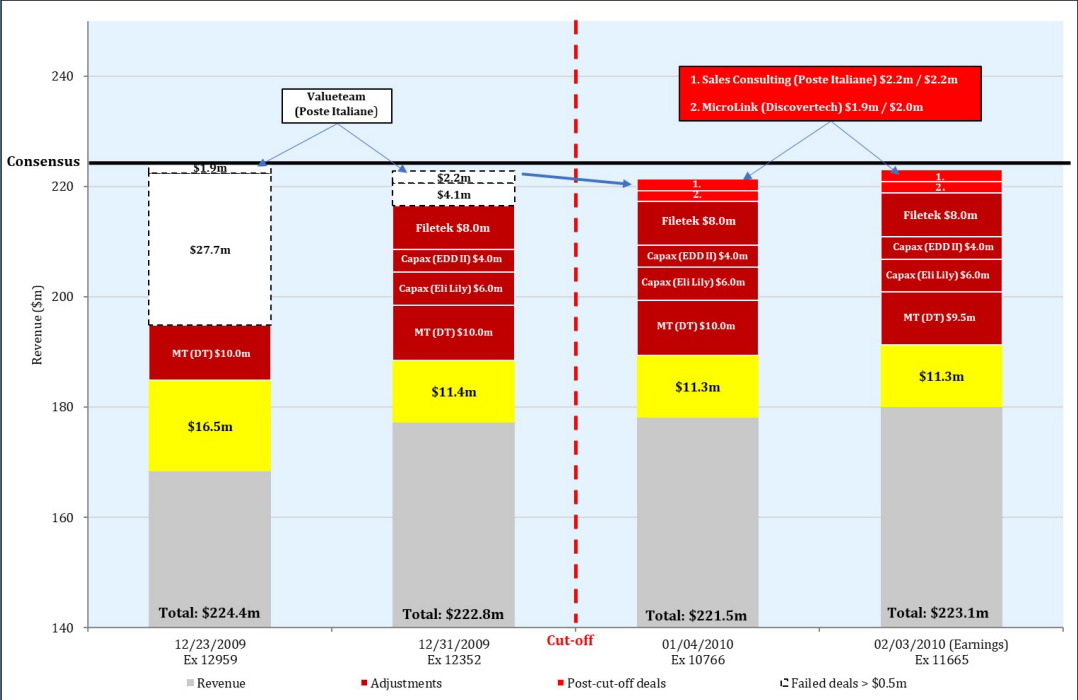 240
220
200
180
160
140
Revenue ($m)
Consensus
Valueteam
(Poste Italiane)
1. Sales Consulting (Poste Italiane) $2.2m / $2.2m
2. MicroLink (Discovertech) $1.9m / $2.0m
$1.9m
$27.7m
MT (DT) $10.0m
$16.5m
Total: $224.4m
$2.2m
$4.1m
Filetek $8.0m
Capax (EDD II) $4.0m
Capax (Eli Lily) $6.0m
MT (DT) $10.0m
$11.4m
Total: $222.8m
1.
2.
Filetek $8.0m
Capax (EDD II) $4.0m
Capax (Eli Lily) $6.0m
MT (DT) $10.0m
$11.3m
Total: $221.5m
1.
2.
Filetek $8.0m
Capax (EDD II) $4.0m
Capax (Eli Lily) $6.0m
MT (DT) $9.5m
$11.3m
Total: $223.1m
12/23/2009
Ex 12959
12/31/2009
Ex 12352
Cut-off
01/04/2010
Ex 10766
02/03/2010 (Earnings)
Ex 11665
Revenue
Adjustments
Post-cut-off deals
Failed deals > $0.5m